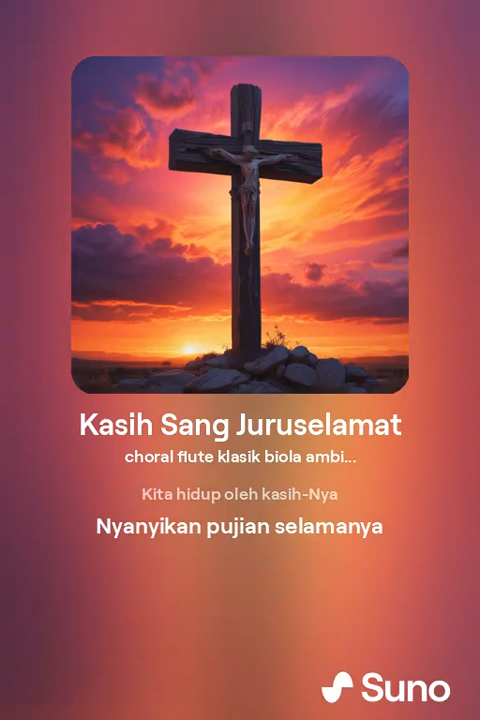 Kasih Sang Juruselamat
choral flute klasik biola ambi...
Kita hidup oleh kasih-Nya
Nyanyikan pujian selamanya
Suno